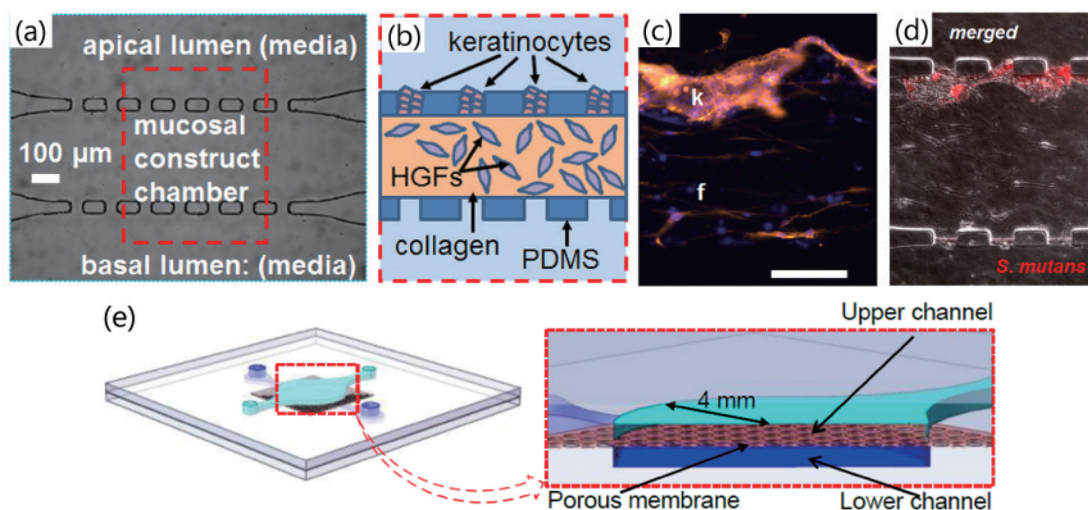 (a)
apical lumen (media)
100 µm
mucosal
construct
chamber
basal lumen: (media)
(b)
keratinocytes
HGFs
collagen
PDMS
(c)
k
f
(d)
merged
S. mutans
(e)
Upper channel
4 mm
Porous membrane
Lower channel